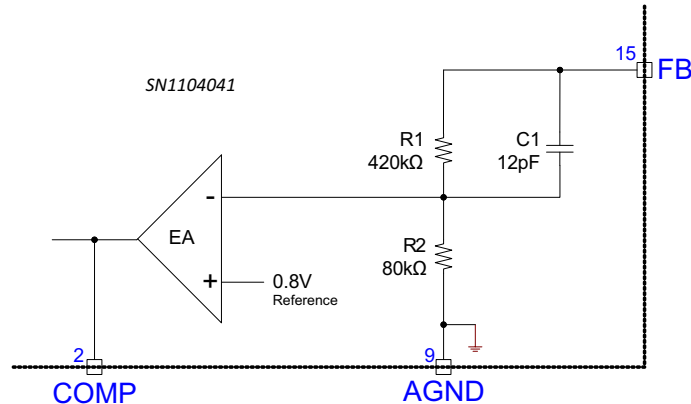 SN1104041
15
FB
R1
420kΩ
C1
12pF
-
EA
R2
80kΩ
+
0.8V
Reference
2
9
COMP
AGND